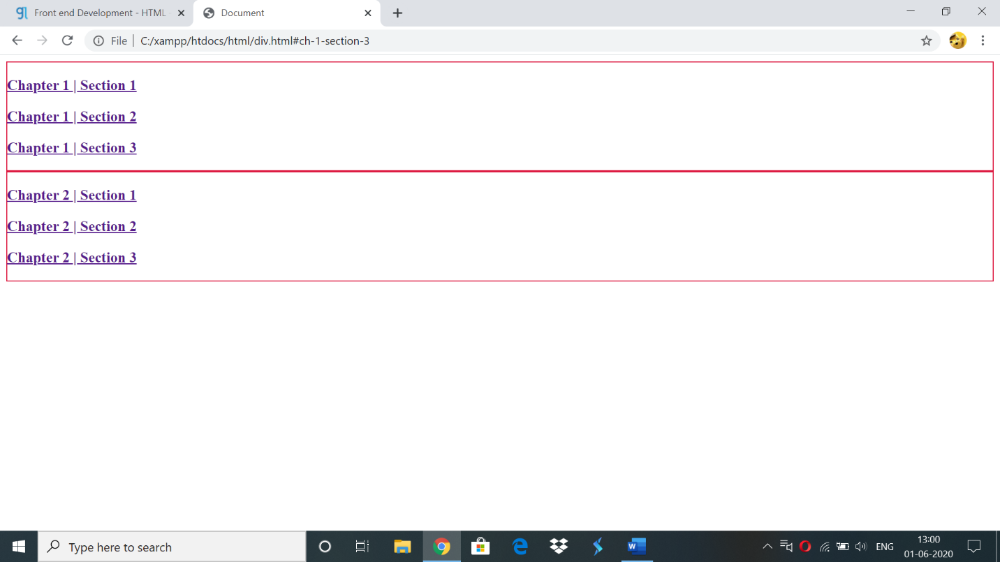 gl Front end Development - HTML - Document
File C:/xampp/htdocs/html/div.html#ch-1-section-3
Chapter 1 | Section 1
Chapter 1 | Section 2
Chapter 1 | Section 3
Chapter 2 | Section 1
Chapter 2 | Section 2
Chapter 2 | Section 3
Type here to search
W
ENG
13:00
01-06-2020